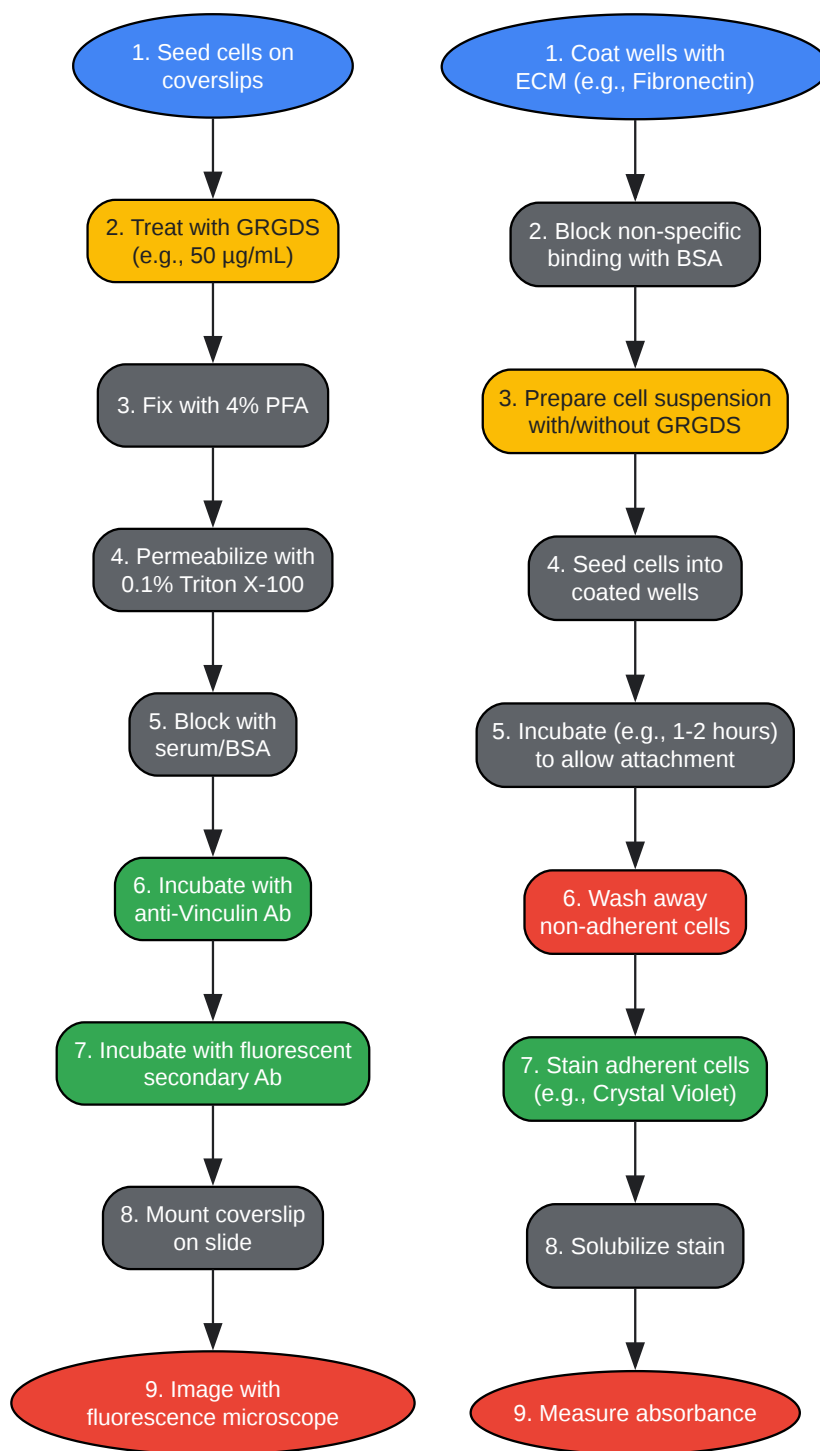 1. Seed cells on
coverslips
2. Treat with GRGDS
(e.g., 50 µg/mL)
3. Fix with 4% PFA
4. Permeabilize with
0.1% Triton X-100
5. Block with
serum/BSA
6. Incubate with
anti-Vinculin Ab
7. Incubate with fluorescent
secondary Ab
8. Mount coverslip
on slide
9. Image with
fluorescence microscope
1. Coat wells with
ECM (e.g., Fibronectin)
2. Block non-specific
binding with BSA
3. Prepare cell suspension
with/without GRGDS
4. Seed cells into
coated wells
5. Incubate (e.g., 1-2 hours)
to allow attachment
6. Wash away
non-adherent cells
7. Stain adherent cells
(e.g., Crystal Violet)
8. Solubilize stain
9. Measure absorbance